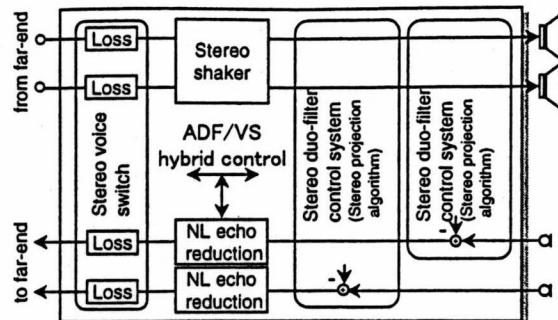 from far-end
Loss
Loss
Stereo
shaker
ADF/VS
hybrid control
Stereo voice
switch
Stereo duo-filter
control system
(Stereo projection
algorithm)
Stereo duo-filter
control system
(Stereo projection
algorithm)
to far-end
Loss
NL echo
reduction
-
+
Loss
NL echo
reduction
-
+